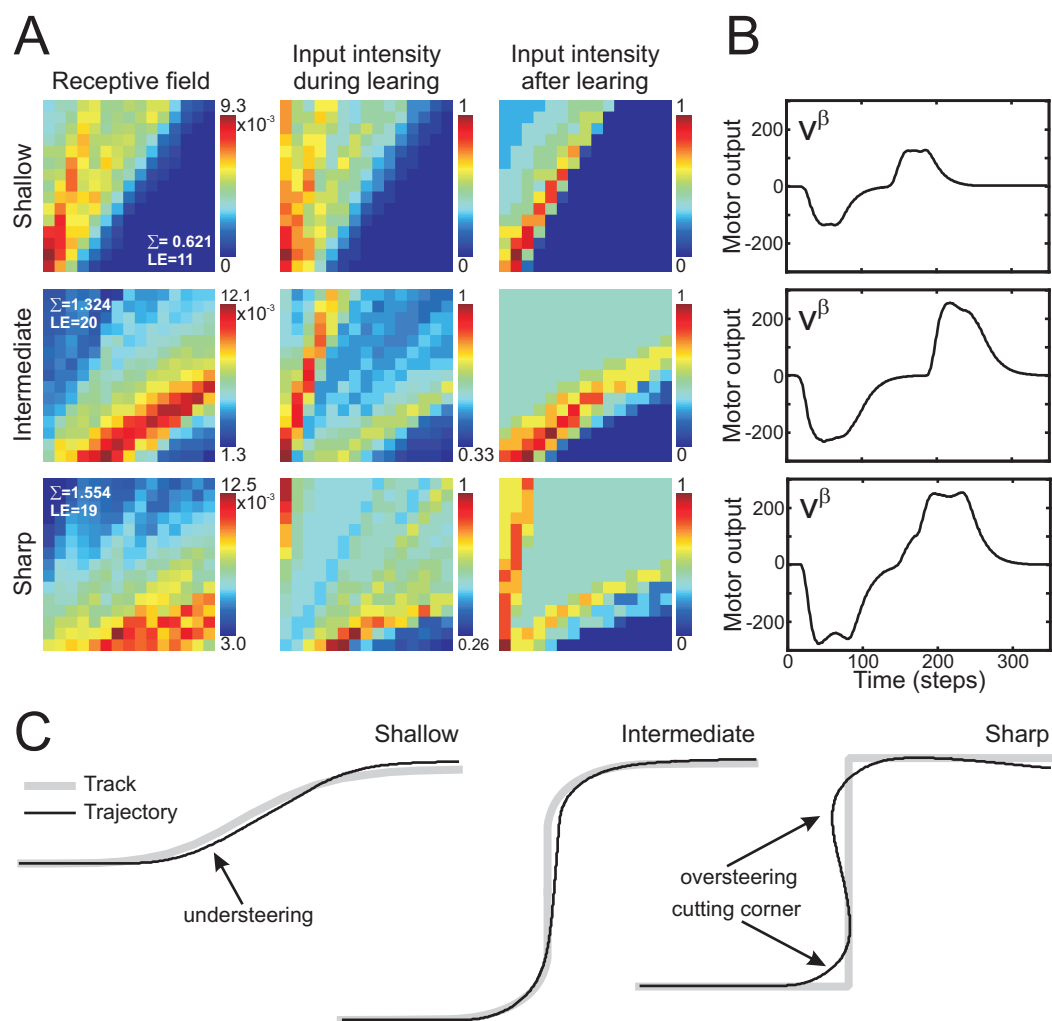 A
B
Receptive field
Input intensity
during learing
Input intensity
after learing
Shallow
9.3
x10⁻³
0
Σ= 0.621
LE=11
1
0
1
0
Intermediate
Σ=1.324
LE=20
12.1
x10⁻³
1.3
1
0.33
1
0
Sharp
Σ=1.554
LE=19
12.5
x10⁻³
3.0
1
0.26
1
0
Motor output
200
0
-200
Vᵝ
Motor output
200
0
-200
Vᵝ
Motor output
200
0
-200
Vᵝ
0 100 200 300
Time (steps)
C
Shallow
Intermediate
Sharp
Track
Trajectory
understeering
oversteering
cutting corner